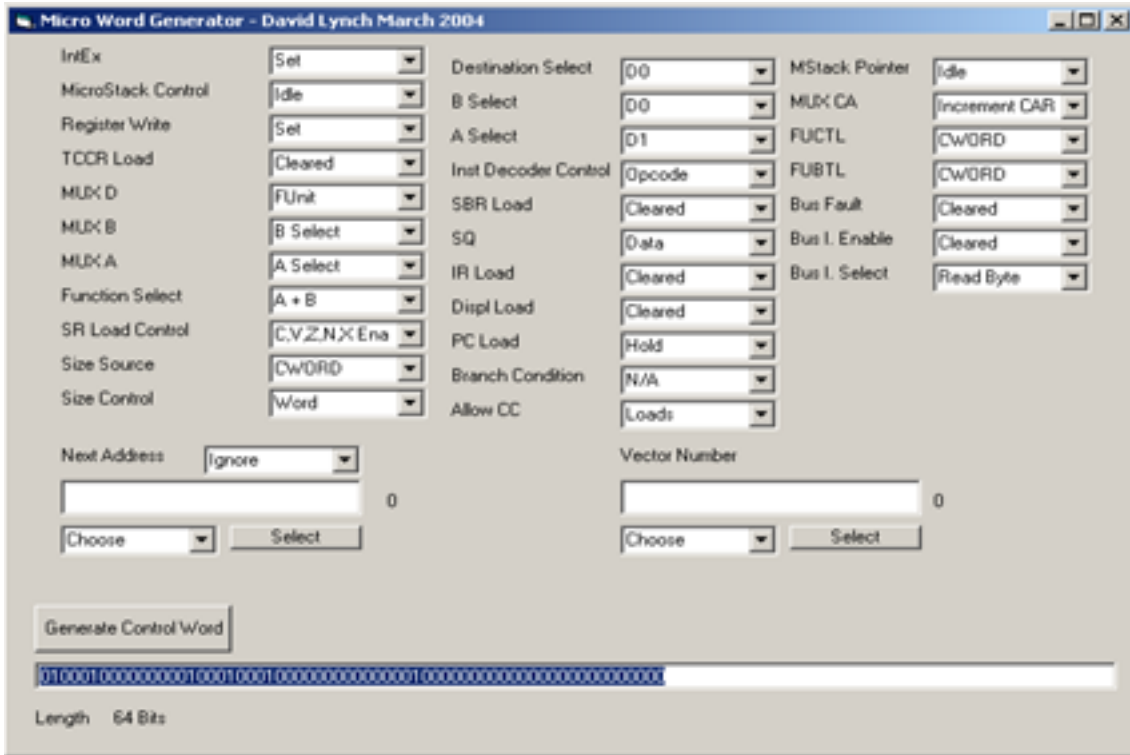 Micro Word Generator - David Lynch March 2004
IntEx Set
MicroStack Control Idle
Register Write Set
TCCR Load Cleared
MUX D FUnit
MUX B B Select
MUX A A Select
Function Select A + B
SR Load Control C,V,Z,N,X Ena
Size Source CWORD
Size Control Word
Destination Select D0
B Select D0
A Select D1
Inst Decoder Control Opcode
SBR Load Cleared
SQ Data
IR Load Cleared
Displ Load Cleared
PC Load Hold
Branch Condition N/A
Allow CC Loads
MStack Pointer Idle
MUX CA Increment CAR
FUCTL CWORD
FUBTL CWORD
Bus Fault Cleared
Bus I. Enable Cleared
Bus I. Select Read Byte
Next Address Ignore
0
Choose Select
Vector Number
0
Choose Select
Generate Control Word
Length 64 Bits